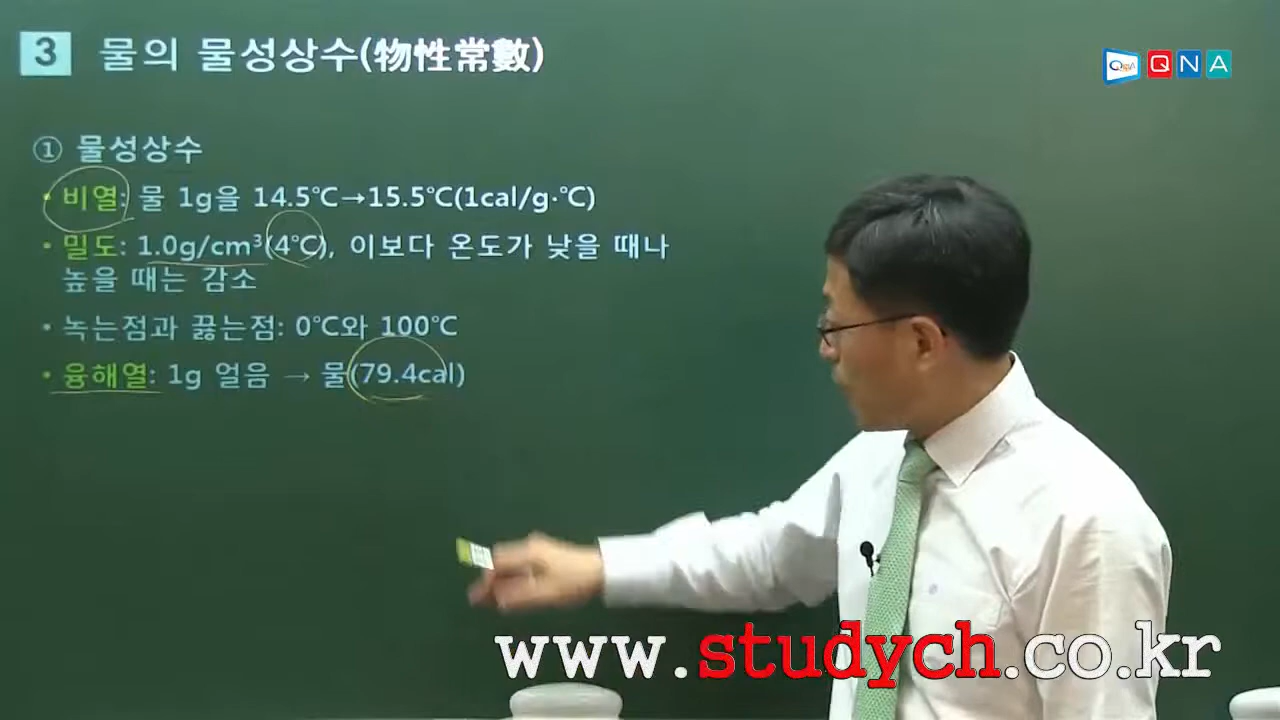 3 물의 물성상수(物性常數)
QNA QNA
① 물성상수
• 비열: 물 1g을 14.5℃→15.5℃(1cal/g·℃)
• 밀도: 1.0g/cm³(4℃), 이보다 온도가 낮을 때나
높을 때는 감소
• 녹는점과 끓는점: 0℃와 100℃
• 융해열: 1g 얼음 → 물(79.4cal)
www.studych.co.kr